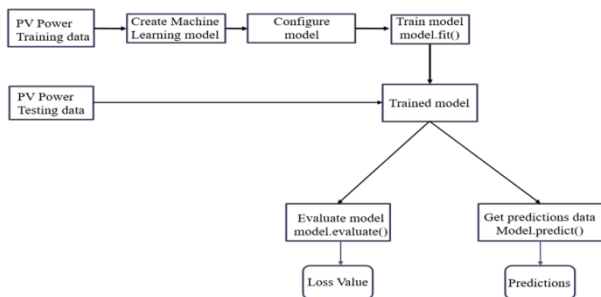 PV Power
Training data
Create Machine
Learning model
Configure
model
Train model
model.fit()
PV Power
Testing data
Trained model
Evaluate model
model.evaluate()
Get predictions data
Model.predict()
Loss Value
Predictions